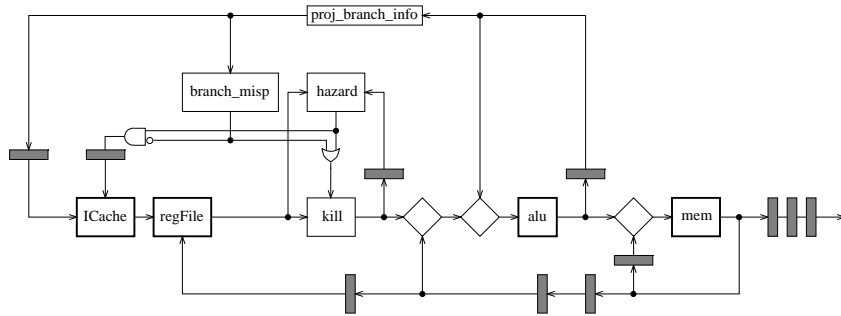 proj_branch_info
branch_misp
hazard
ICache
regFile
kill
alu
mem